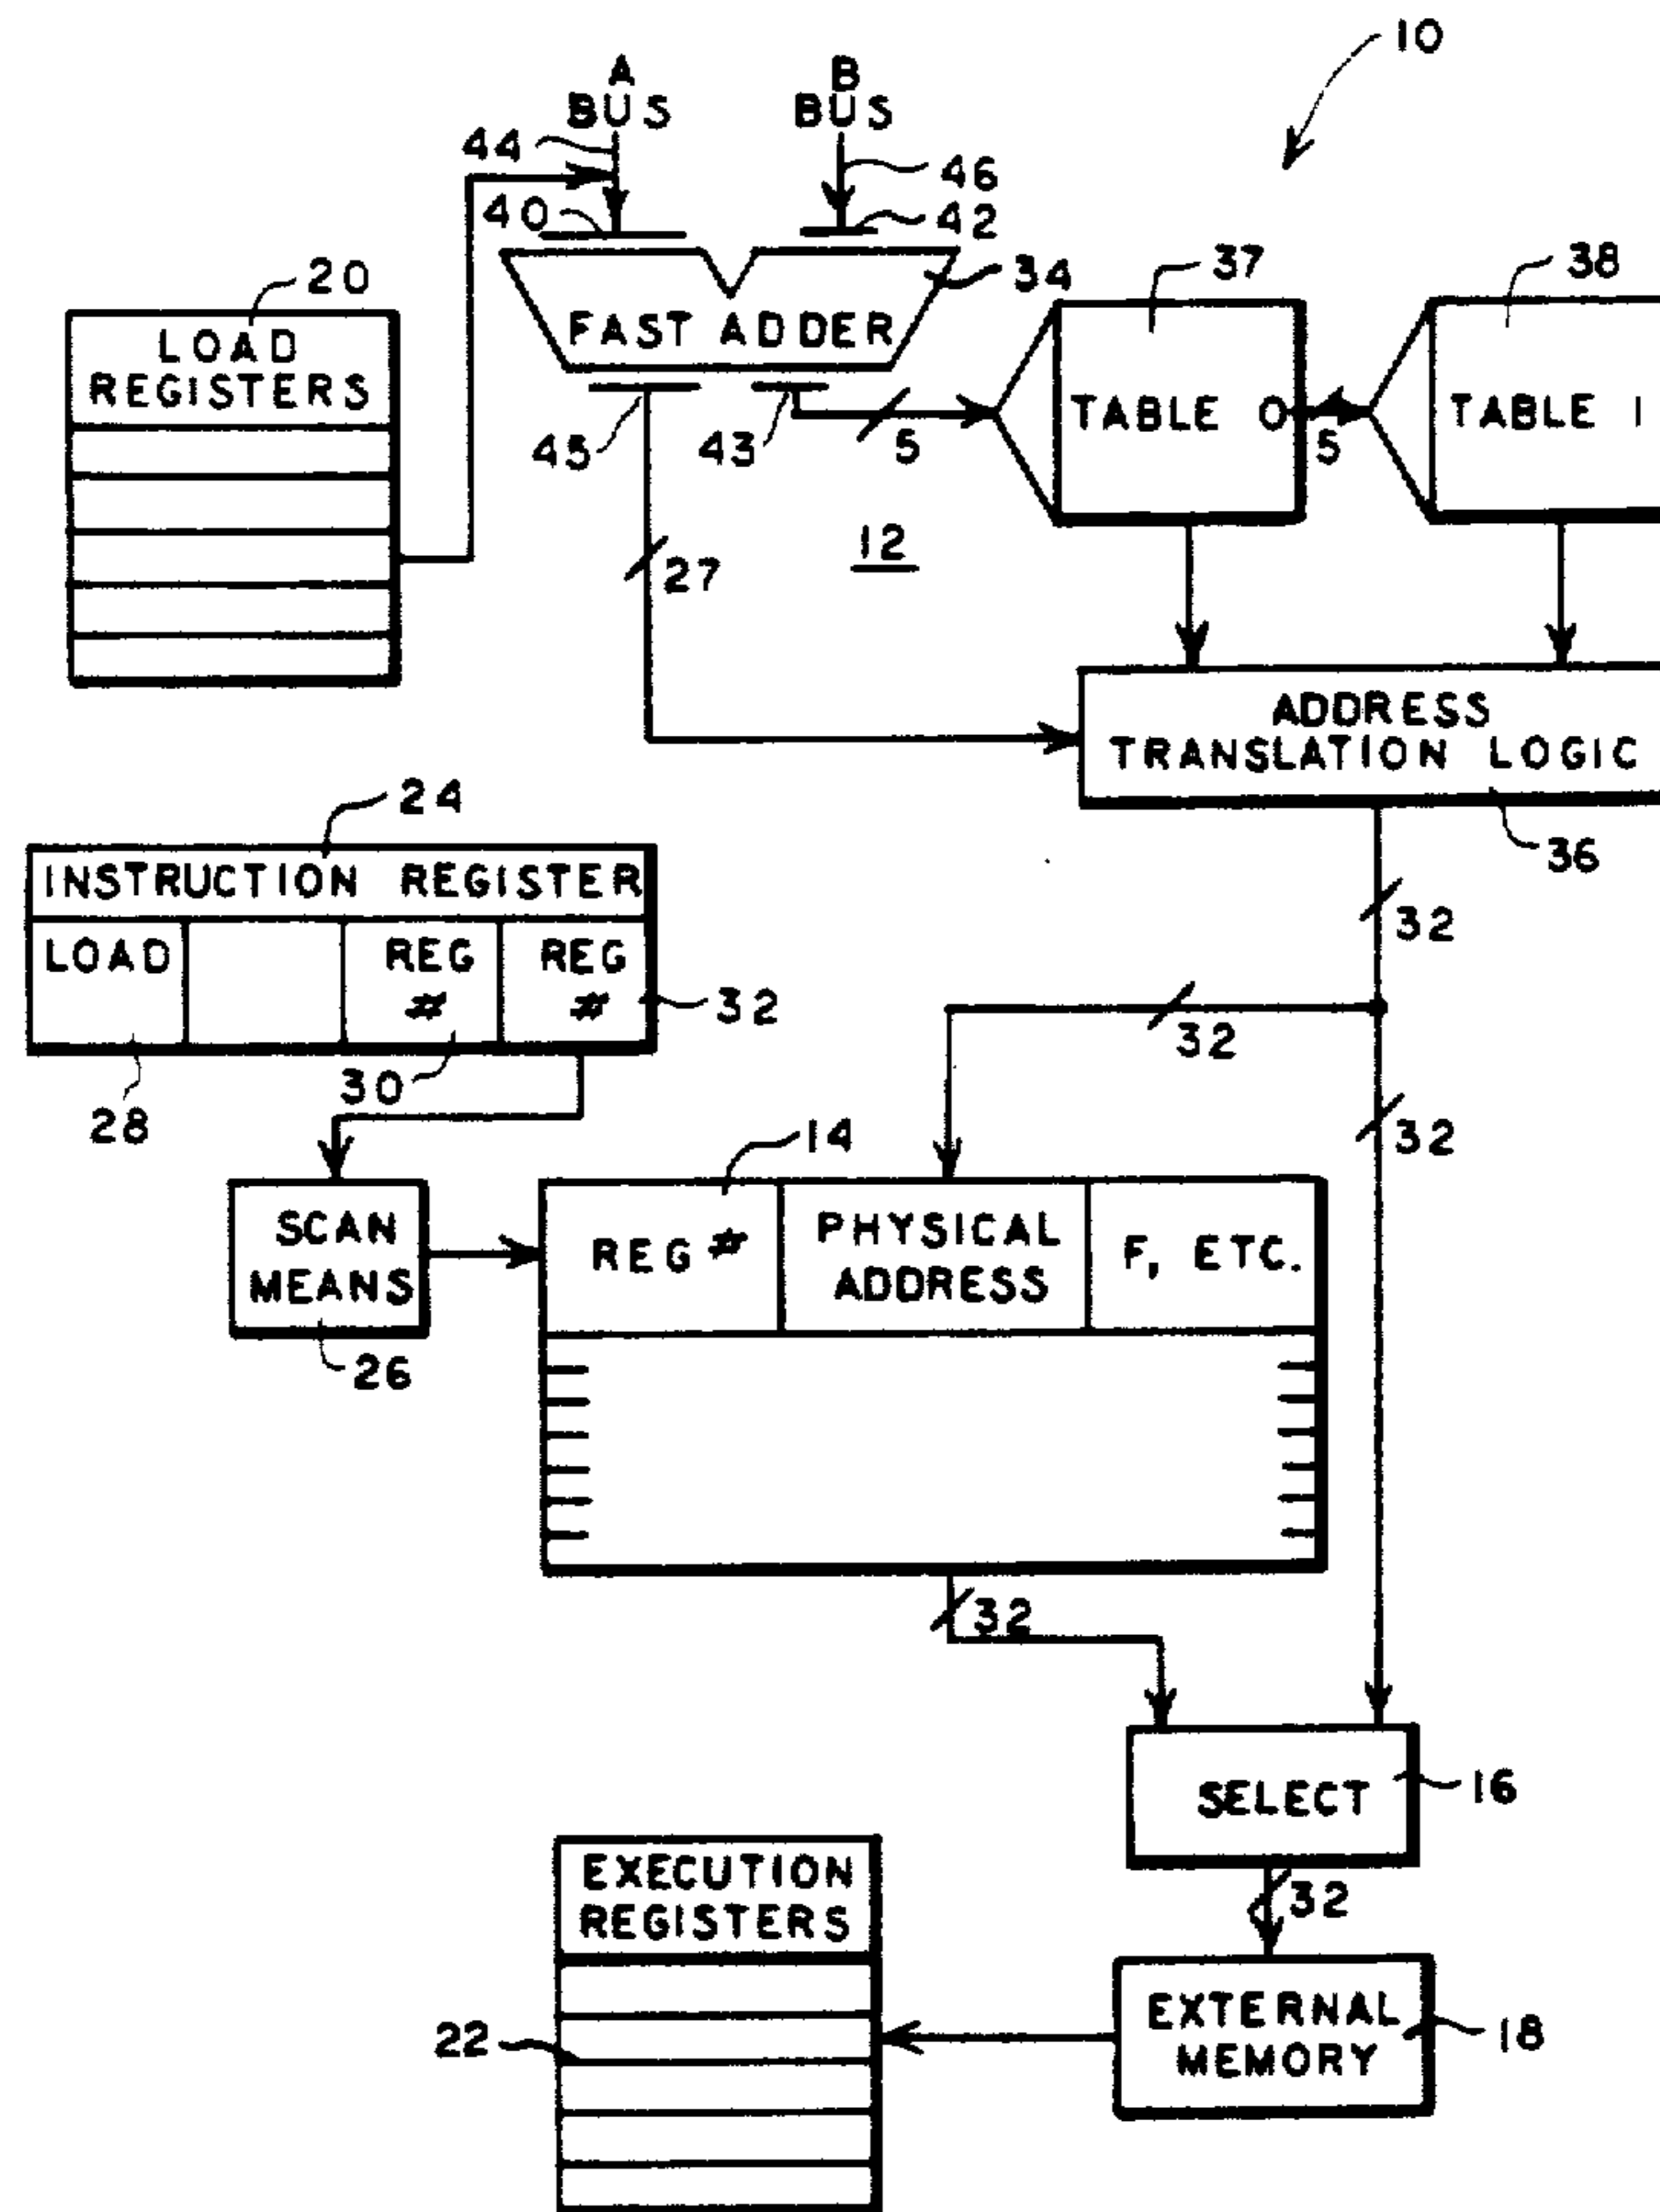 10
A
BUS
B
BUS
44
46
40
42
20
LOAD
REGISTERS
34
FAST ADDER
37
38
TABLE 0
TABLE 1
45
43
5
5
27
12
ADDRESS
TRANSLATION LOGIC
36
24
INSTRUCTION REGISTER
LOAD
REG
#
REG
#
32
28
30
32
32
32
14
SCAN
MEANS
26
REG #
PHYSICAL
ADDRESS
F, ETC.
32
SELECT
16
32
EXECUTION
REGISTERS
22
EXTERNAL
MEMORY
18